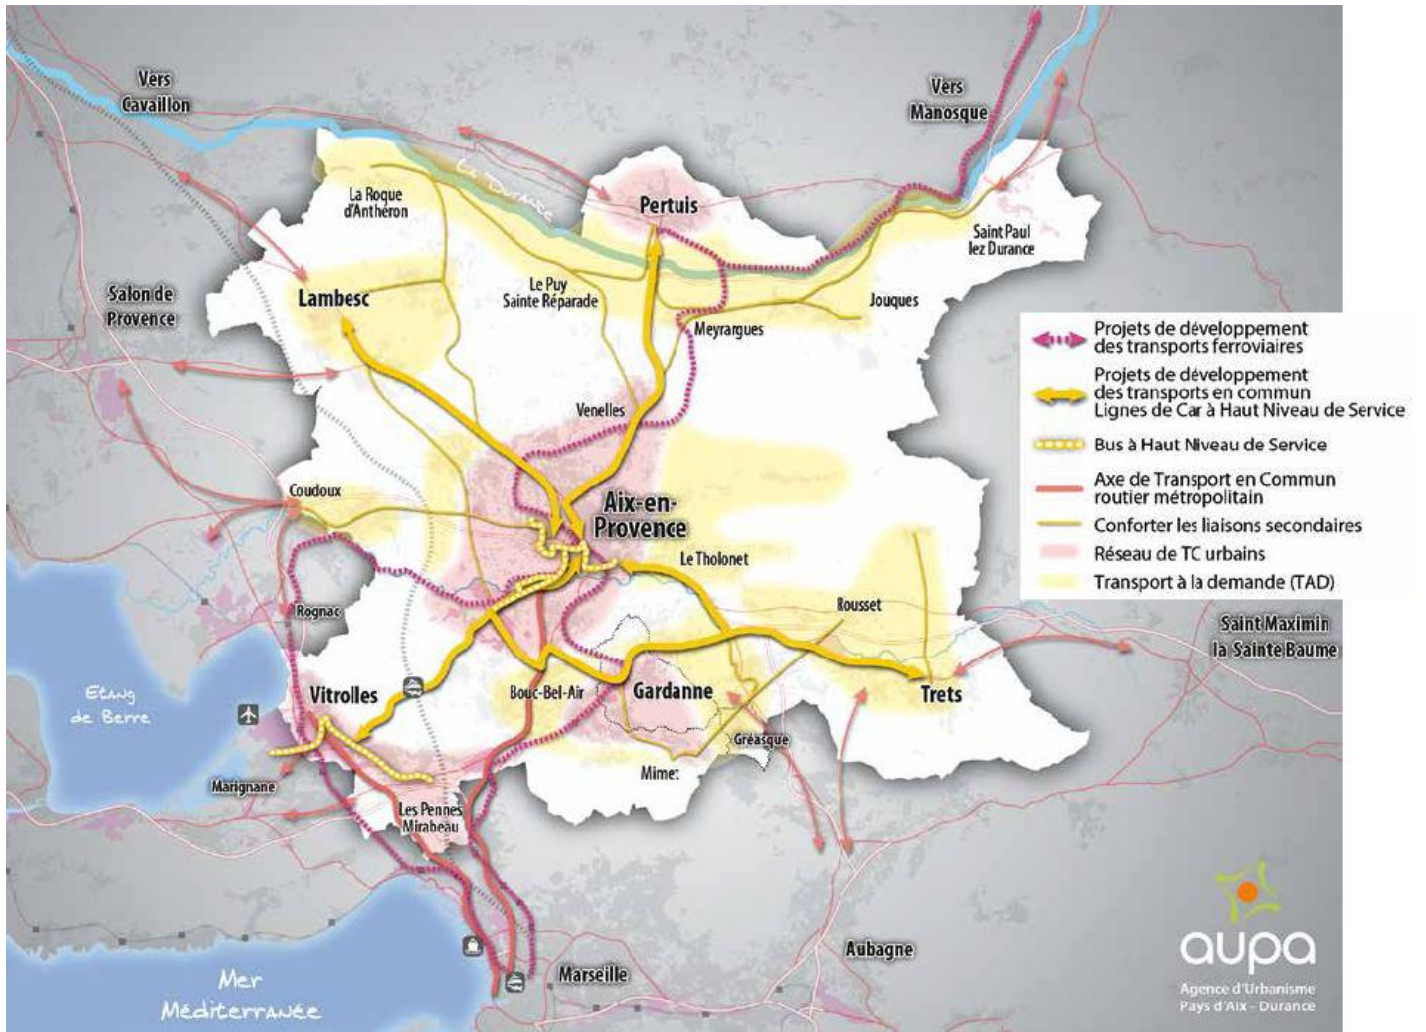 Vers
Cavaillon
Vers
Manosque
La Durance
La Roque
d'Anthéron
Pertuis
Saint Paul
lez Durance
Salon de
Provence
Lambesc
Le Puy
Sainte Réparade
Jouques
Meyrargues
Projets de développement
des transports ferroviaires
Projets de développement
des transports en commun
Lignes de Car à Haut Niveau de Service
Bus à Haut Niveau de Service
Axe de Transport en Commun
routier métropolitain
Conforter les liaisons secondaires
Réseau de TC urbains
Transport à la demande (TAD)
Venelles
Coudoux
Aix-en-
Provence
Le Tholonet
Rousset
Rognac
Saint Maximin
la Sainte Baume
Etang
de Berre
Vitrolles
Bouc-Bel-Air
Gardanne
Trets
Gréasque
Mime:
Marignane
Les Pennes
Mirabeau
Mer
Méditerranée
Marseille
Aubagne
aupa
Agence d'Urbanisme
Pays d'Aix - Durance